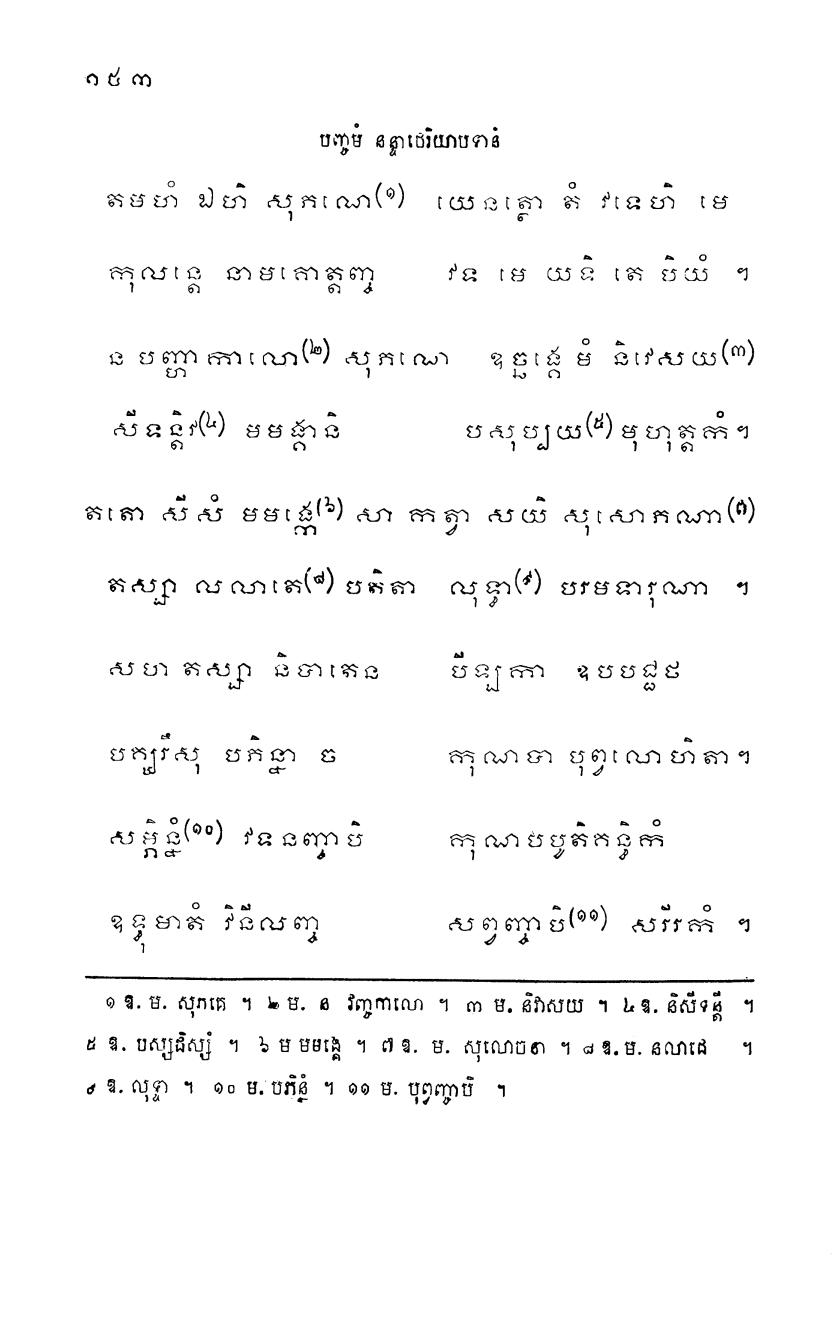 ១៥៣
បញ្ចមំ នន្ទាថេរិយាបទានំ
តមហំ ឯហិ សុភណេ(១) យេនត្ថោ តំ វទេហិ មេ
កុលន្តេ នាមគោត្តញ្ច វទ មេ យទិ តេ បិយំ ។
ន បញ្ហាកាលោ(២) សុភណេ ឧច្ឆង្គេ មំ និវេសយ(៣)
សីទន្តិវ(៤) មមង្គានិ បសុប្បយ(៥) មុហុត្តកំ។
តតោ សីសំ មមង្កេ(៦) សា កត្វា សយិ សុសោភណា(៧)
តស្សា លលាតេ(៨) បតិតា លុទ្ធា(៩) បរមទារុណា ។
សហ តស្សា និបាតេន បិឡកា ឧបបជ្ជថ
បគ្ឃរឹសុ បភិន្នា ច កុណបា បុព្វលោហិតា។
សម្ភិន្នំ(១០) វទនញ្ចាបិ កុណបប្បូតិគន្ធិកំ
ឧទ្ធុមាតំ វិនីលញ្ច សព្វញ្ចាបិ(១១) សរីរកំ ។
១ ឱ. ម. សុភគេ ។ ២ ម. ន វញ្ចកាលោ ។ ៣ ម. និវាសយ ។ ៤ ឱ. និសីទន្តី ។
៥ ឱ. បស្សឝិស្សំ ។ ៦ ម មមង្គេ ។ ៧ ឱ. ម. សុលោចនា ។ ៨ ឱ. ម. នលាដេ ។
៩ ឱ. លុទ្ទា ។ ១០ ម. បភិន្នំ ។ ១១ ម. បុព្វញ្ចាបិ ។